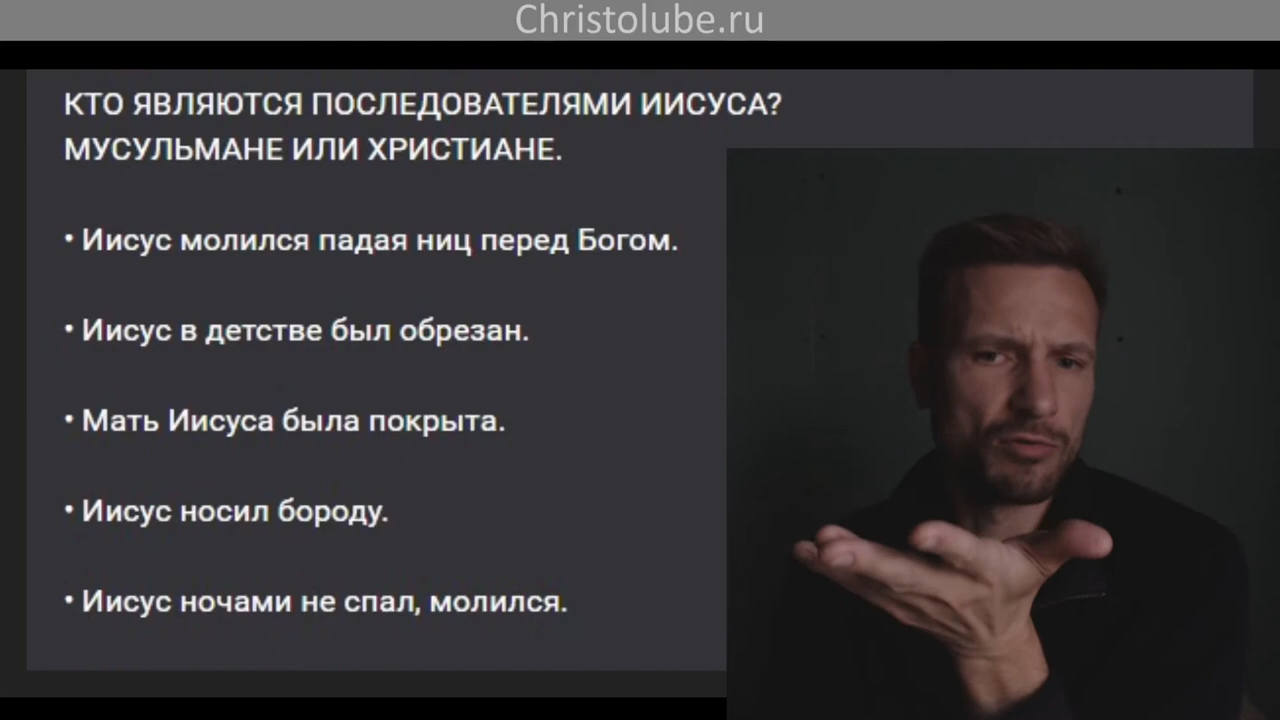 Christolube.ru
КТО ЯВЛЯЮТСЯ ПОСЛЕДОВАТЕЛЯМИ ИИСУСА?
МУСУЛЬМАНЕ ИЛИ ХРИСТИАНЕ.
• Иисус молился падая ниц перед Богом.
• Иисус в детстве был обрезан.
• Мать Иисуса была покрыта.
• Иисус носил бороду.
• Иисус ночами не спал, молился.